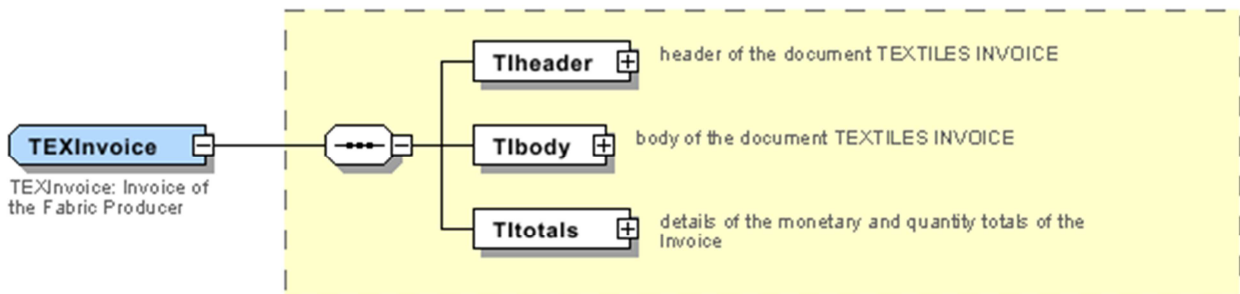 TIheader
header of the document TEXTILES INVOICE
TEXInvoice
TIbody
body of the document TEXTILES INVOICE
TEXInvoice: Invoice of
the Fabric Producer
TItotals
details of the monetary and quantity totals of the
Invoice